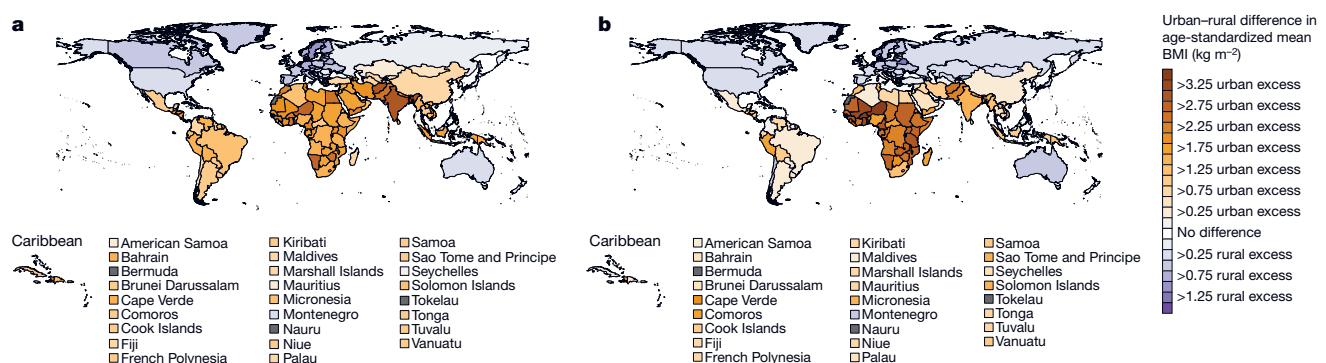 a
b
Urban–rural difference in
age-standardized mean
BMI (kg m⁻²)
>3.25 urban excess
>2.75 urban excess
>2.25 urban excess
>1.75 urban excess
>1.25 urban excess
>0.75 urban excess
>0.25 urban excess
No difference
>0.25 rural excess
>0.75 rural excess
>1.25 rural excess
Caribbean
American Samoa
Bahrain
Bermuda
Brunei Darussalam
Cape Verde
Comoros
Cook Islands
Fiji
French Polynesia
Kiribati
Maldives
Marshall Islands
Mauritius
Micronesia
Montenegro
Nauru
Niue
Palau
Samoa
Sao Tome and Principe
Seychelles
Solomon Islands
Tokelau
Tonga
Tuvalu
Vanuatu
Caribbean
American Samoa
Bahrain
Bermuda
Brunei Darussalam
Cape Verde
Comoros
Cook Islands
Fiji
French Polynesia
Kiribati
Maldives
Marshall Islands
Mauritius
Micronesia
Montenegro
Nauru
Niue
Palau
Samoa
Sao Tome and Principe
Seychelles
Solomon Islands
Tokelau
Tonga
Tuvalu
Vanuatu